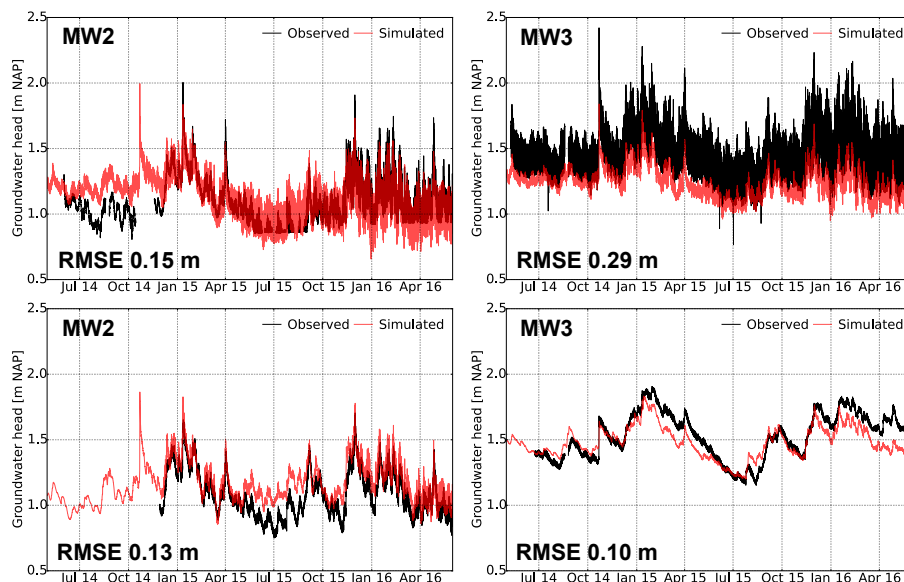 MW2
Observed Simulated
Groundwater head [m NAP]
2.5
2.0
1.5
1.0
0.5
RMSE 0.15 m
Jul 14 Oct 14 Jan 15 Apr 15 Jul 15 Oct 15 Jan 16 Apr 16
MW3
Observed Simulated
Groundwater head [m NAP]
2.5
2.0
1.5
1.0
0.5
RMSE 0.29 m
Jul 14 Oct 14 Jan 15 Apr 15 Jul 15 Oct 15 Jan 16 Apr 16
MW2
Observed Simulated
Groundwater head [m NAP]
2.5
2.0
1.5
1.0
0.5
RMSE 0.13 m
Jul 14 Oct 14 Jan 15 Apr 15 Jul 15 Oct 15 Jan 16 Apr 16
MW3
Observed Simulated
Groundwater head [m NAP]
2.5
2.0
1.5
1.0
0.5
RMSE 0.10 m
Jul 14 Oct 14 Jan 15 Apr 15 Jul 15 Oct 15 Jan 16 Apr 16